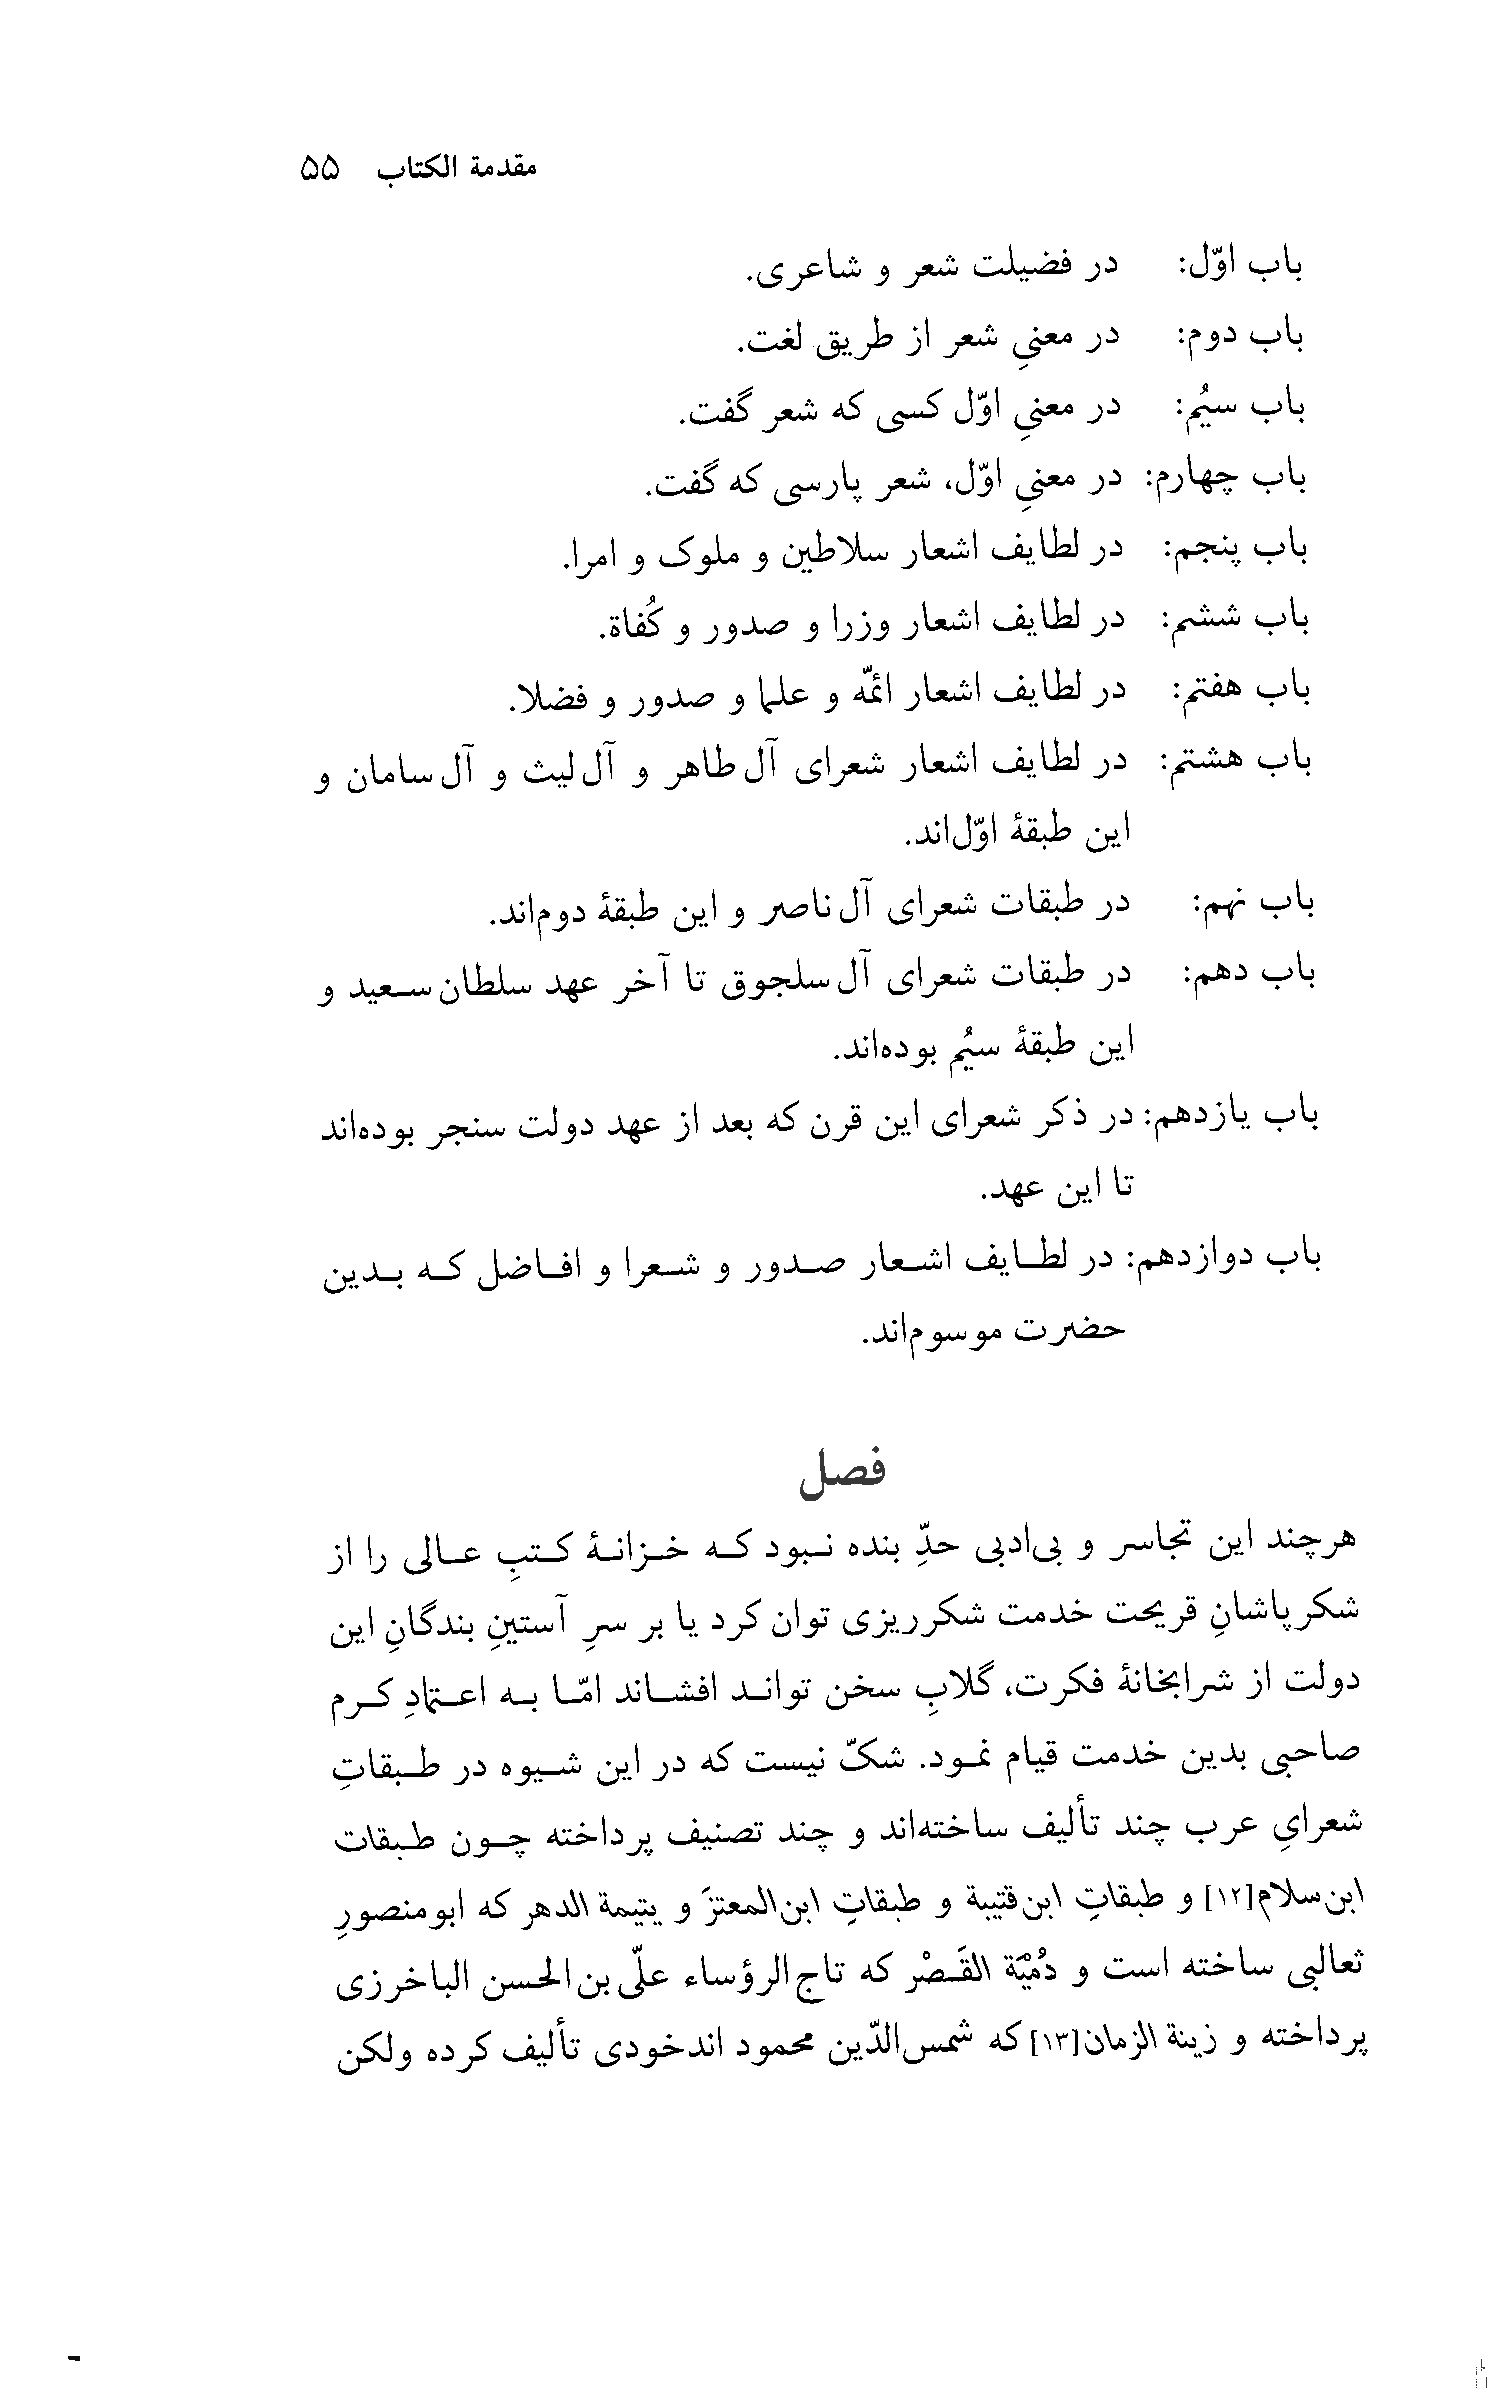 مقدمة الکتاب ۵۵
باب اوّل: در فضیلت شعر و شاعری.
باب دوم: در معنیِ شعر از طریق لغت.
باب سیُم: در معنیِ اوّل کسی که شعر گفت.
باب چهارم: در معنیِ اوّل، شعر پارسی که گفت.
باب پنجم: در لطایف اشعار سلاطین و ملوک و امرا.
باب ششم: در لطایف اشعار وزرا و صدور و کُفاة.
باب هفتم: در لطایف اشعار ائمّه و علما و صدور و فضلا.
باب هشتم: در لطایف اشعار شعرای آل‌طاهر و آل‌لیث و آل‌سامان و
این طبقهٔ اوّل‌اند.
باب نهم: در طبقات شعرای آل‌ناصر و این طبقهٔ دوم‌اند.
باب دهم: در طبقات شعرای آل‌سلجوق تا آخر عهد سلطان‌سعید و
این طبقهٔ سیُم بوده‌اند.
باب یازدهم: در ذکر شعرای این قرن که بعد از عهد دولت سنجر بوده‌اند
تا این عهد.
باب دوازدهم: در لطایف اشعار صدور و شعرا و افاضل که بدین
حضرت موسوم‌اند.
فصل
هرچند این تجاسر و بی‌ادبی حدِّ بنده نبود که خزانهٔ کتبِ عالی را از
شکرپاشانِ قریحت خدمت شکرریزی توان کرد یا بر سرِ آستینِ بندگانِ این
دولت از شرابخانهٔ فکرت، گلابِ سخن تواند افشاند امّا به اعتمادِ کرم
صاحبی بدین خدمت قیام نمود. شکّ نیست که در این شیوه در طبقاتِ
شعرایِ عرب چند تألیف ساخته‌اند و چند تصنیف پرداخته چون طبقات
ابن‌سلام[۱۲] و طبقاتِ ابن‌قتیبة و طبقاتِ ابن‌المعتزّ و یتیمة الدهر که ابومنصورِ
ثعالبی ساخته است و دُمْیَة القَصْر که تاج‌الرؤساء علّی‌بن‌الحسن الباخرزی
پرداخته و زینة الزمان[۱۳] که شمس‌الدّین محمود اندخودی تألیف کرده ولکن